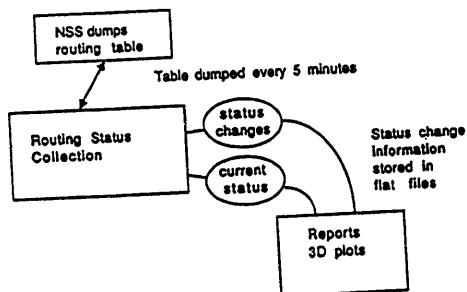 NSS dumps
routing table
Table dumped every 5 minutes
Routing Status
Collection
status
changes
current
status
Status change
information
stored in
flat files
Reports
3D plots